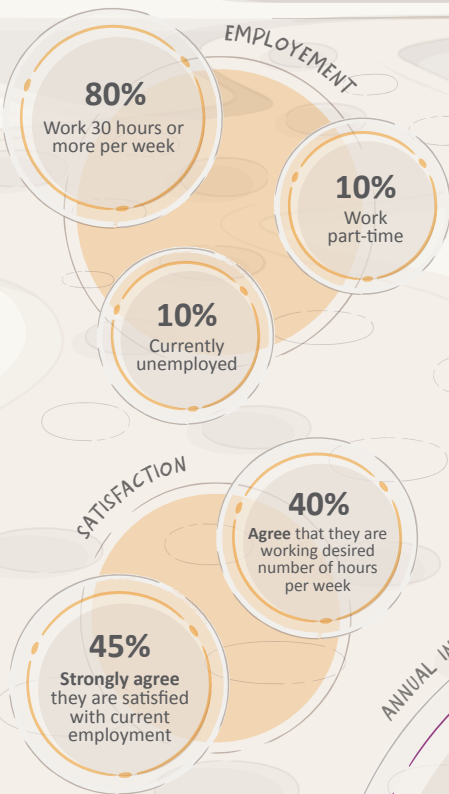 EMPLOYEMENT
80%
Work 30 hours or
more per week
10%
Work
part-time
10%
Currently
unemployed
SATISFACTION
40%
Agree that they are
working desired
number of hours
per week
45%
Strongly agree
they are satisfied
with current
employment
ANNUAL